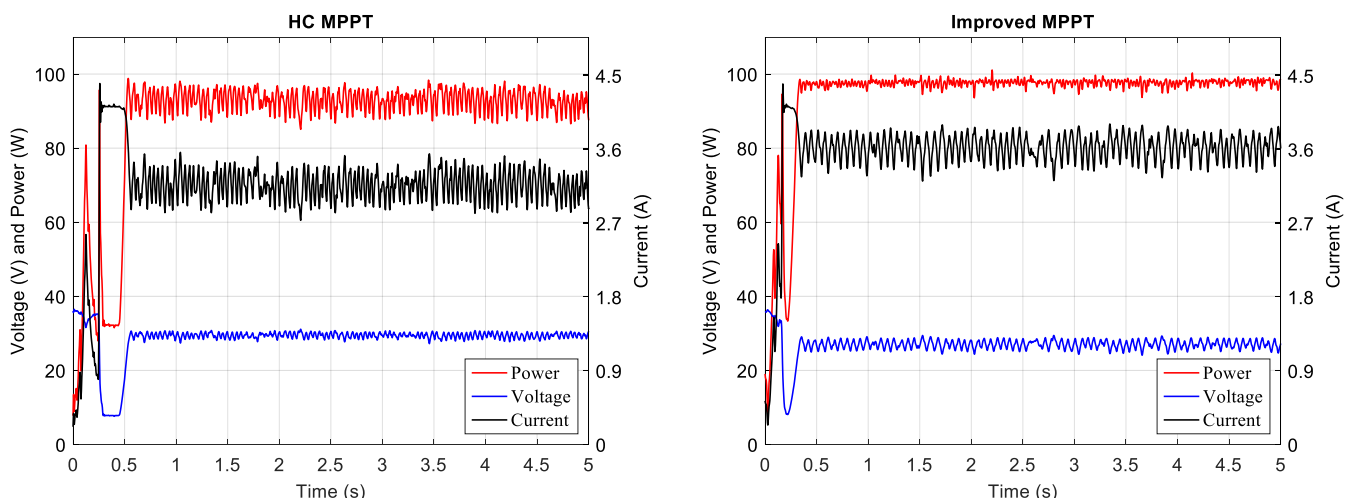 HC MPPT
Voltage (V) and Power (W)
100
80
60
40
20
0
4.5
3.6
2.7
1.8
0.9
0
Current (A)
Power
Voltage
Current
0 0.5 1 1.5 2 2.5 3 3.5 4 4.5 5
Time (s)
Improved MPPT
Voltage (V) and Power (W)
100
80
60
40
20
0
4.5
3.6
2.7
1.8
0.9
0
Current (A)
Power
Voltage
Current
0 0.5 1 1.5 2 2.5 3 3.5 4 4.5 5
Time (s)